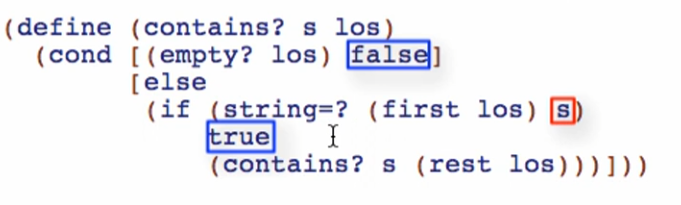 (define (contains? s los)
(cond [(empty? los) false]
[else
(if (string=? (first los) s)
true
(contains? s (rest los)))]))